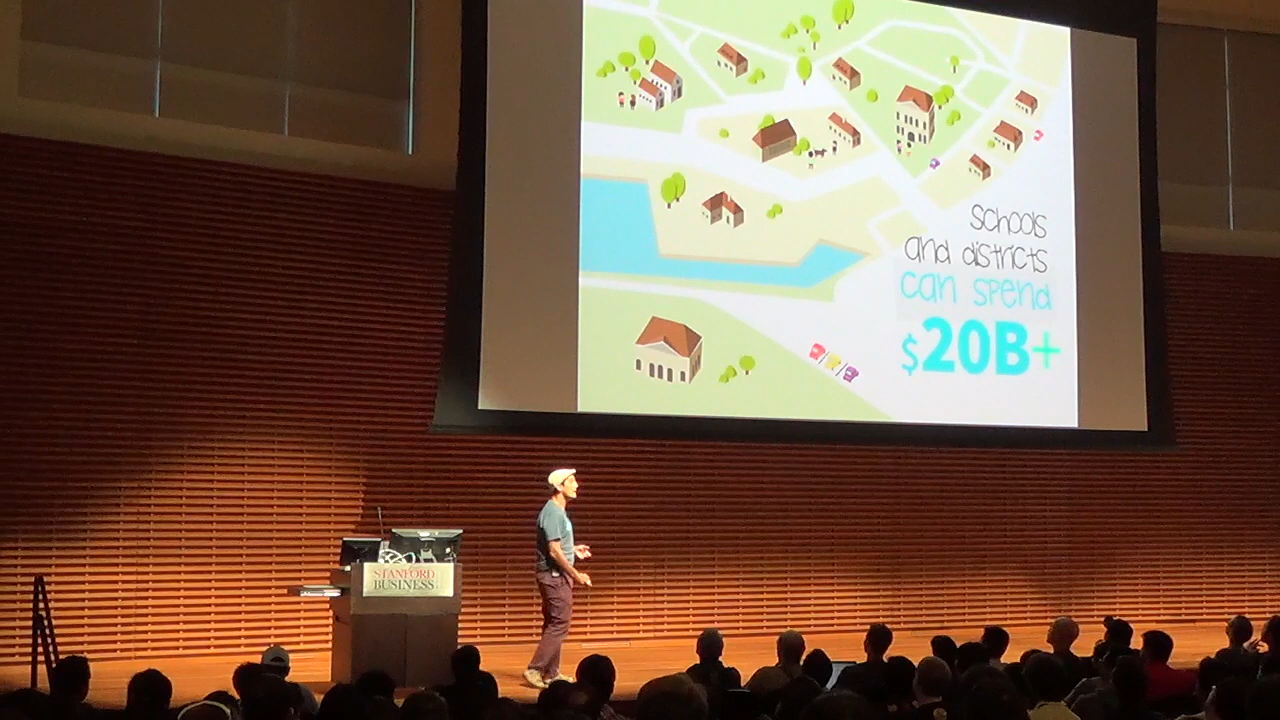 Schools
and districts
can spend
$20B+
STANFORD
BUSINESS